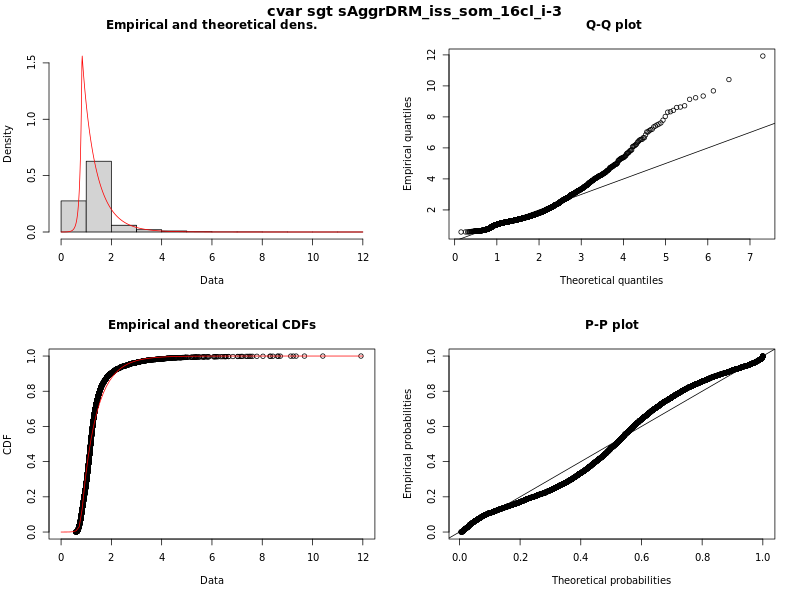 cvar sgt sAggrDRM_iss_som_16cl_i-3
Empirical and theoretical dens.
Density
0.0 0.5 1.0 1.5
0 2 4 6 8 10 12
Data
Q-Q plot
Empirical quantiles
2 4 6 8 10 12
0 1 2 3 4 5 6 7
Theoretical quantiles
Empirical and theoretical CDFs
CDF
0.0 0.2 0.4 0.6 0.8 1.0
0 2 4 6 8 10 12
Data
P-P plot
Empirical probabilities
0.0 0.2 0.4 0.6 0.8 1.0
0.0 0.2 0.4 0.6 0.8 1.0
Theoretical probabilities